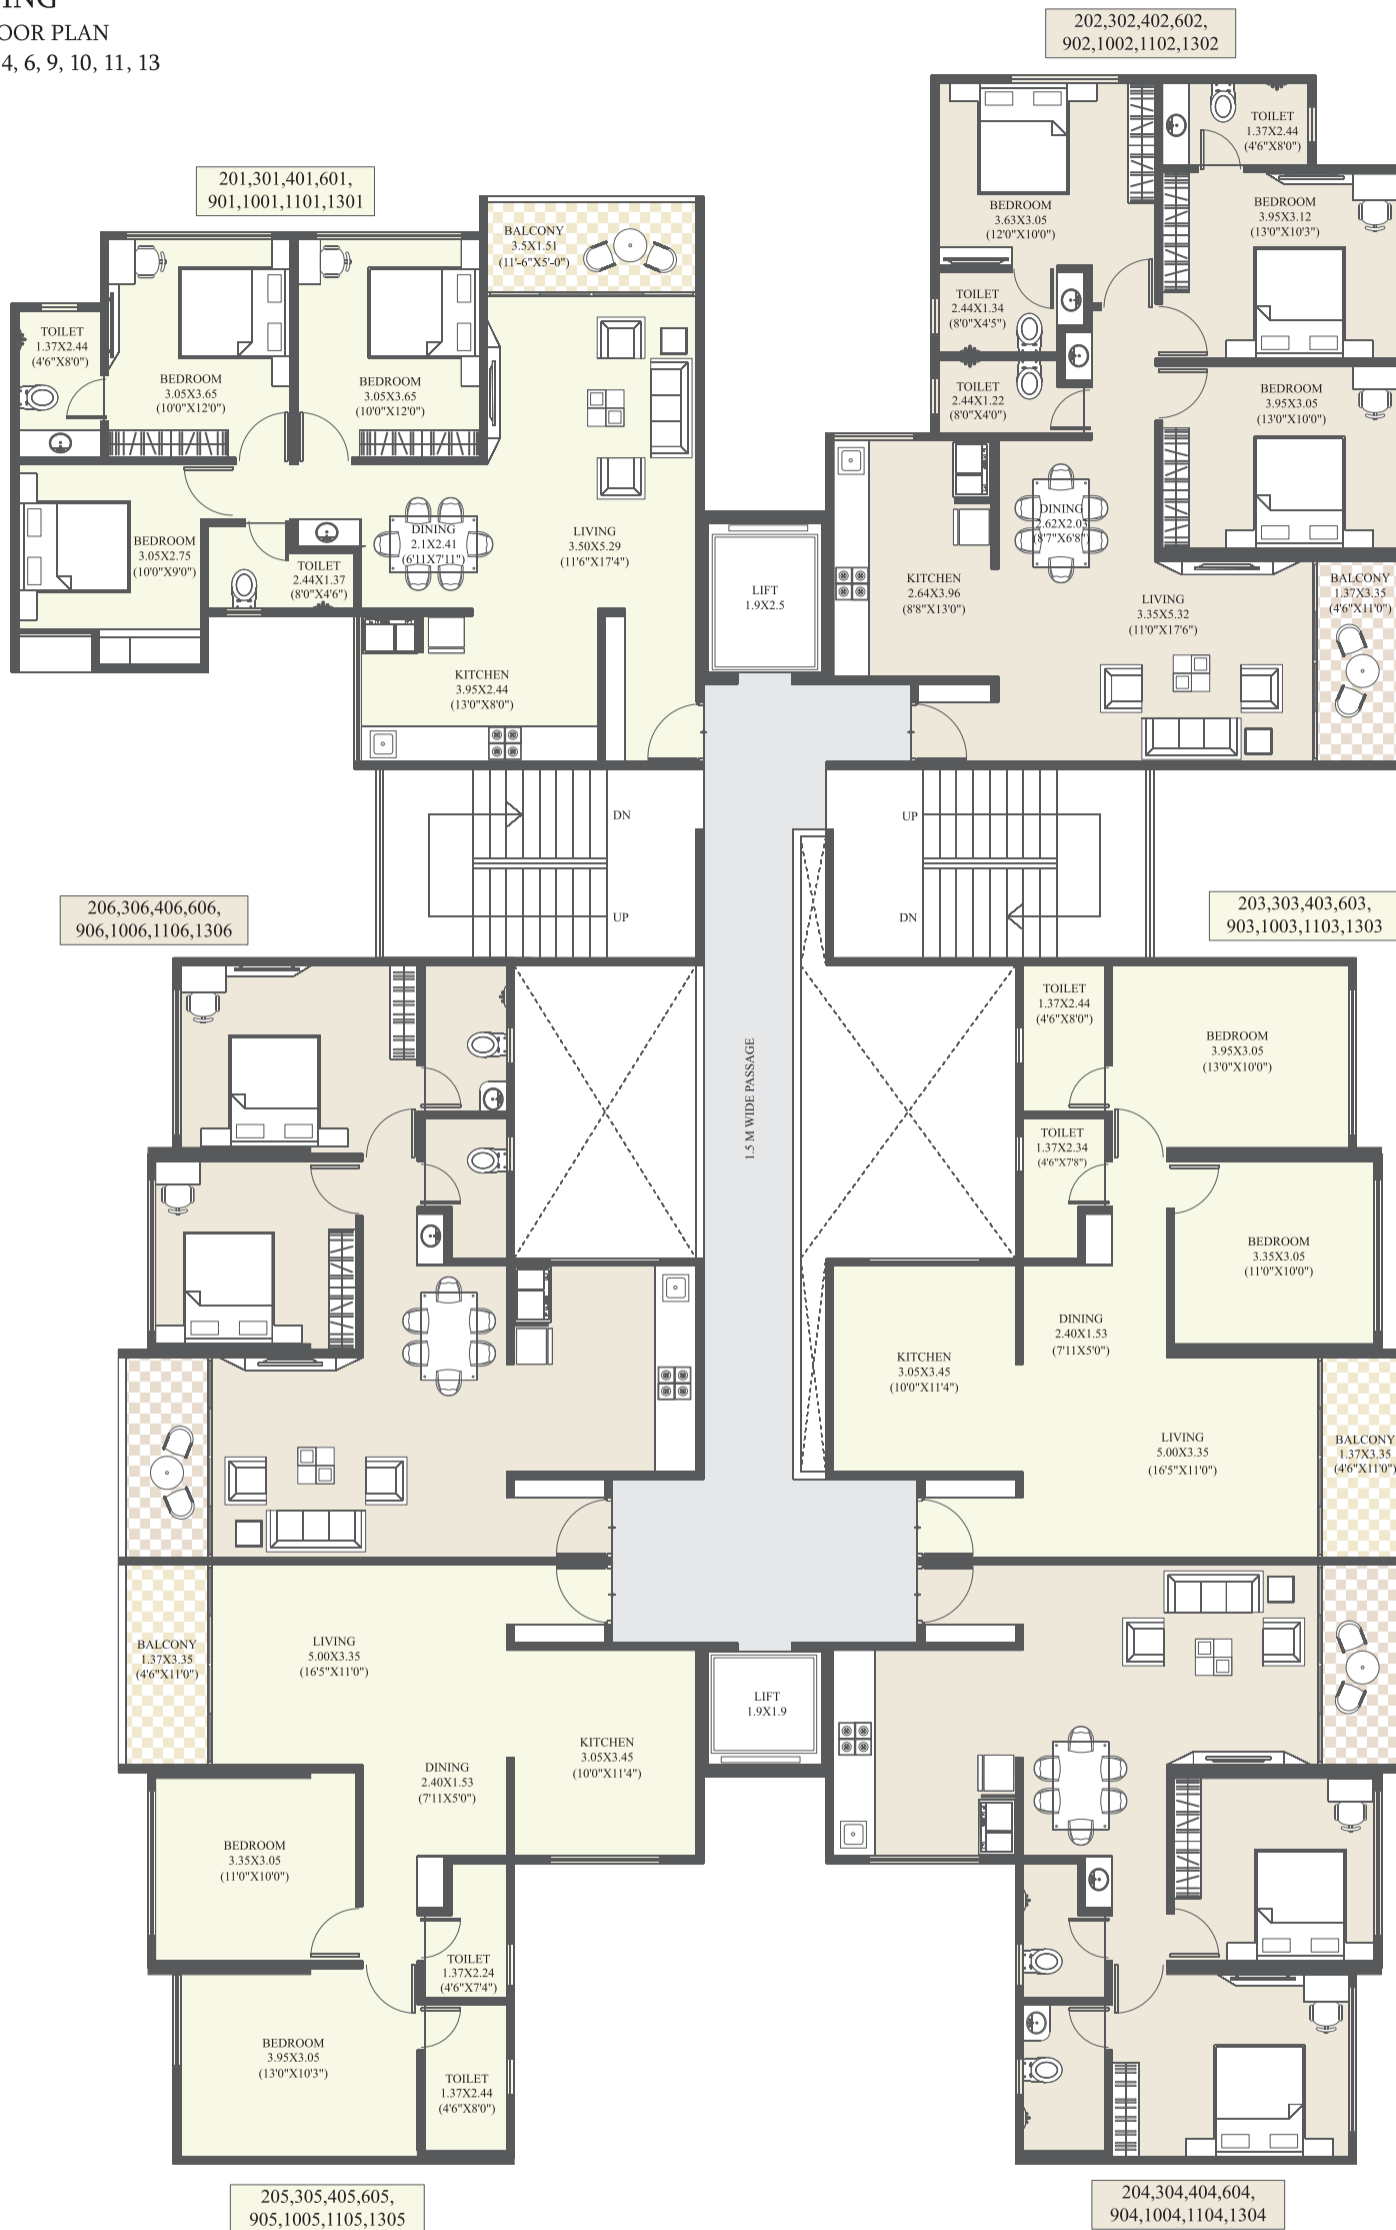 ING
OOR PLAN
4, 6, 9, 10, 11, 13
202,302,402,602,
902,1002,1102,1302
TOILET
1.37X2.44
(4'6"X8'0")
BEDROOM
3.63X3.05
(12'0"X10'0")
BEDROOM
3.95X3.12
(13'0"X10'3")
TOILET
2.44X1.34
(8'0"X4'5")
TOILET
2.44X1.22
(8'0"X4'0")
BEDROOM
3.95X3.05
(13'0"X10'0")
DINING
2.62X2.03
(8'7"X6'8")
KITCHEN
2.64X3.96
(8'8"X13'0")
LIVING
3.35X5.32
(11'0"X17'6")
BALCONY
1.37X3.35
(4'6"X11'0")
201,301,401,601,
901,1001,1101,1301
BALCONY
3.5X1.51
(11'-6"X5'-0")
TOILET
1.37X2.44
(4'6"X8'0")
BEDROOM
3.05X3.65
(10'0"X12'0")
BEDROOM
3.05X3.65
(10'0"X12'0")
BEDROOM
3.05X2.75
(10'0"X9'0")
TOILET
2.44X1.37
(8'0"X4'6")
DINING
2.1X2.41
(6'11X7'11")
LIVING
3.50X5.29
(11'6"X17'4")
KITCHEN
3.95X2.44
(13'0"X8'0")
LIFT
1.9X2.5
DN
UP
UP
DN
206,306,406,606,
906,1006,1106,1306
203,303,403,603,
903,1003,1103,1303
1.5 M WIDE PASSAGE
TOILET
1.37X2.44
(4'6"X8'0")
BEDROOM
3.95X3.05
(13'0"X10'0")
TOILET
1.37X2.34
(4'6"X7'8")
BEDROOM
3.35X3.05
(11'0"X10'0")
DINING
2.40X1.53
(7'11X5'0")
KITCHEN
3.05X3.45
(10'0"X11'4")
LIVING
5.00X3.35
(16'5"X11'0")
BALCONY
1.37X3.35
(4'6"X11'0")
BALCONY
1.37X3.35
(4'6"X11'0")
LIVING
5.00X3.35
(16'5"X11'0")
DINING
2.40X1.53
(7'11X5'0")
KITCHEN
3.05X3.45
(10'0"X11'4")
LIFT
1.9X1.9
BEDROOM
3.35X3.05
(11'0"X10'0")
TOILET
1.37X2.24
(4'6"X7'4")
BEDROOM
3.95X3.05
(13'0"X10'3")
TOILET
1.37X2.44
(4'6"X8'0")
205,305,405,605,
905,1005,1105,1305
204,304,404,604,
904,1004,1104,1304